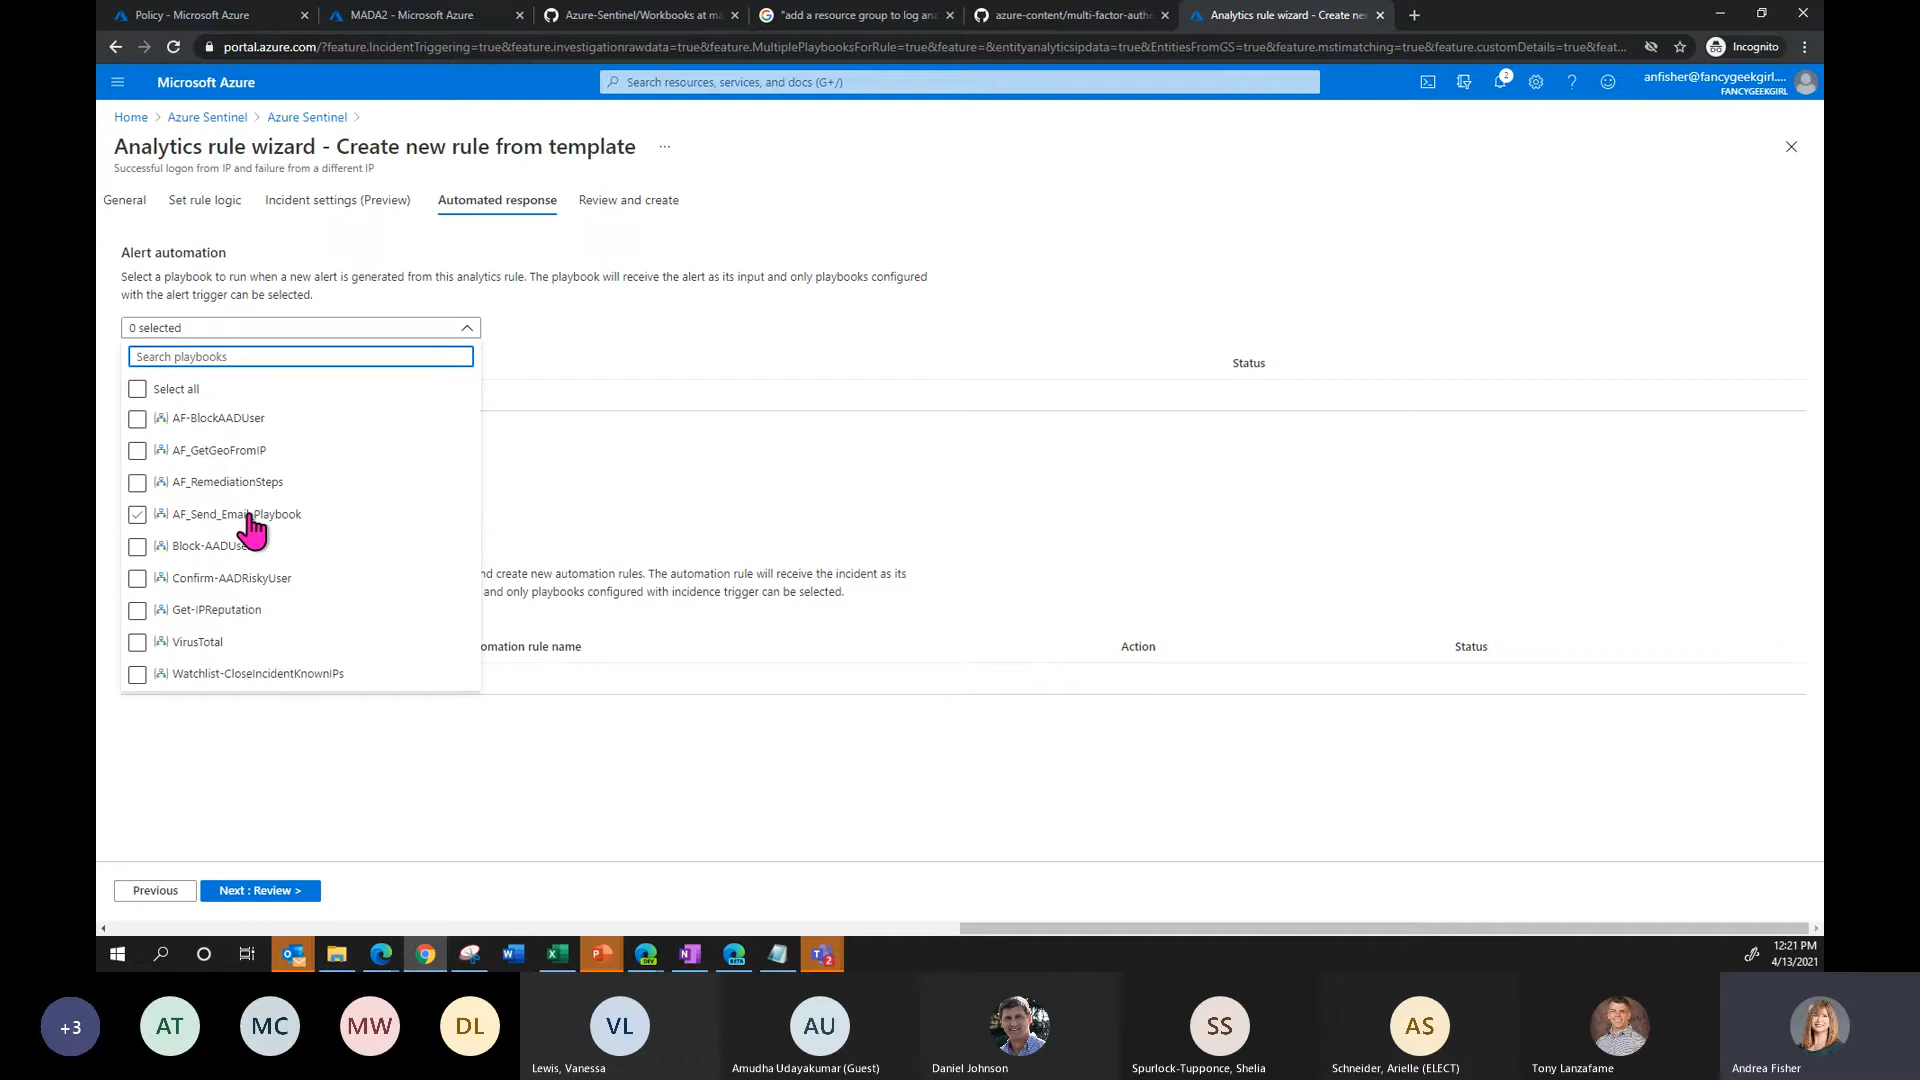 Policy - Microsoft Azure
MADA2 - Microsoft Azure
Azure-Sentinel/Workbooks at ma
"add a resource group to log ana
azure-content/multi-factor-authe
Analytics rule wizard - Create ne
portal.azure.com/?feature.IncidentTriggering=true&feature.investigationrawdata=true&feature.MultiplePlaybooksForRule=true&feature=&entityanalyticsipdata=true&EntitiesFromGS=true&feature.mstimatching=true&feature.customDetails=true&feat...
Incognito
Microsoft Azure
Search resources, services, and docs (G+/)
2
anfisher@fancygeekgirl....
FANCYGEEKGIRL
Home > Azure Sentinel > Azure Sentinel >
Analytics rule wizard - Create new rule from template ...
Successful logon from IP and failure from a different IP
General
Set rule logic
Incident settings (Preview)
Automated response
Review and create
Alert automation
Select a playbook to run when a new alert is generated from this analytics rule. The playbook will receive the alert as its input and only playbooks configured
with the alert trigger can be selected.
0 selected
Search playbooks
Status
Select all
AF-BlockAADUser
AF_GetGeoFromIP
AF_RemediationSteps
AF_Send_Email_Playbook
Block-AADUse
Confirm-AADRiskyUser
nd create new automation rules. The automation rule will receive the incident as its
and only playbooks configured with incidence trigger can be selected.
Get-IPReputation
VirusTotal
omation rule name
Action
Status
Watchlist-CloseIncidentKnownIPs
Previous
Next : Review >
DEV
BETA
2
12:21 PM
4/13/2021
+3
AT
MC
MW
DL
VL
AU
SS
AS
Lewis, Vanessa
Amudha Udayakumar (Guest)
Daniel Johnson
Spurlock-Tupponce, Shelia
Schneider, Arielle (ELECT)
Tony Lanzafame
Andrea Fisher